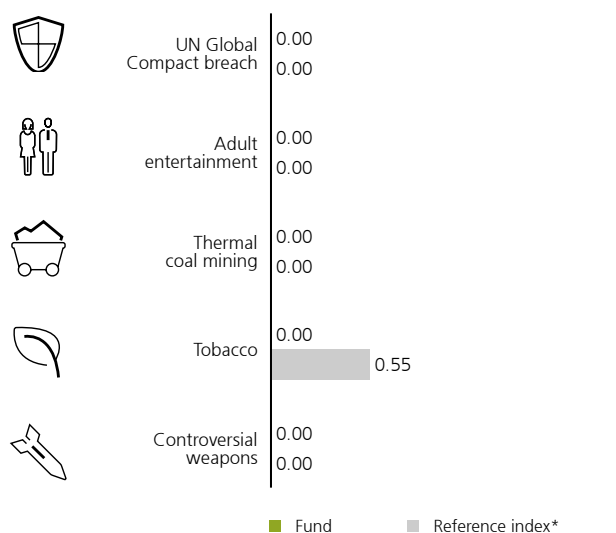 UN Global
Compact breach
0.00
0.00
Adult
entertainment
0.00
0.00
Thermal
coal mining
0.00
0.00
Tobacco
0.00
0.55
Controversial
weapons
0.00
0.00
Fund
Reference index*